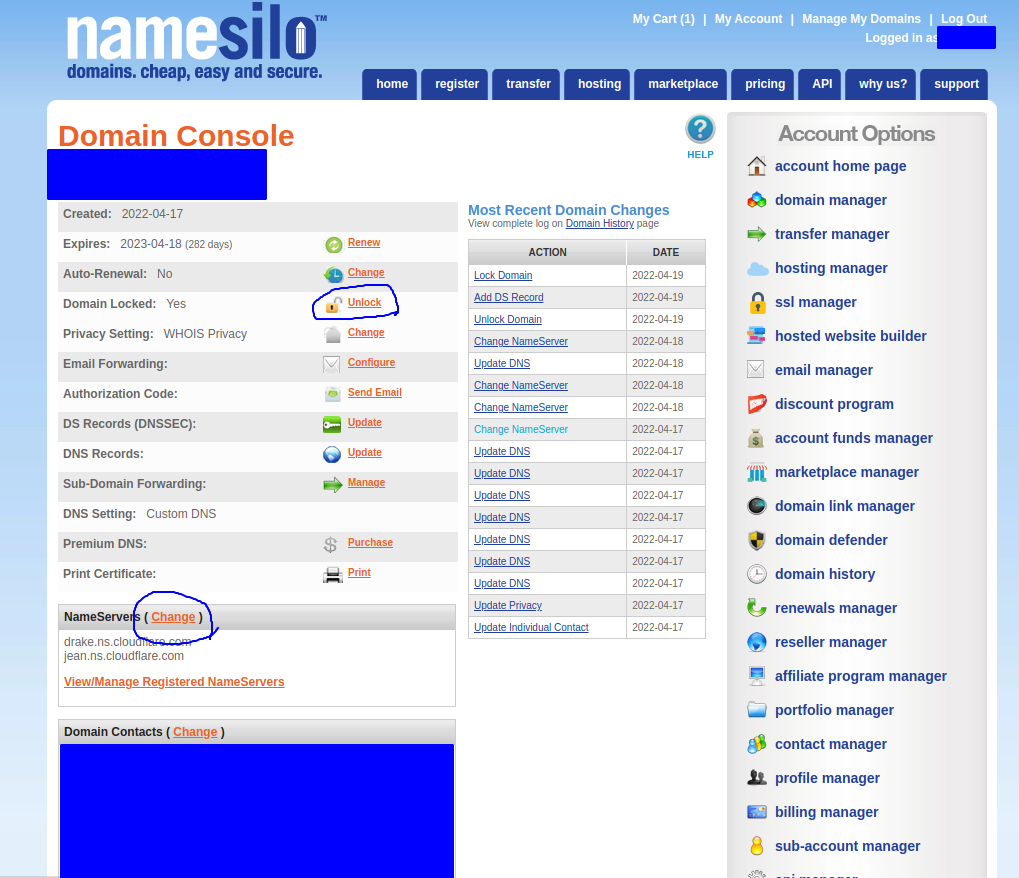 namesilo™
domains. cheap, easy and secure.
My Cart (1) | My Account | Manage My Domains | Log Out
Logged in as
home register transfer hosting marketplace pricing API why us? support
Domain Console
HELP
Created: 2022-04-17
Expires: 2023-04-18 (282 days) Renew
Auto-Renewal: No Change
Domain Locked: Yes Unlock
Privacy Setting: WHOIS Privacy Change
Email Forwarding: Configure
Authorization Code: Send Email
DS Records (DNSSEC): Update
DNS Records: Update
Sub-Domain Forwarding: Manage
DNS Setting: Custom DNS
Premium DNS: Purchase
Print Certificate: Print
NameServers ( Change )
drake.ns.cloudflare.com
jean.ns.cloudflare.com
View/Manage Registered NameServers
Domain Contacts ( Change )
Most Recent Domain Changes
View complete log on Domain History page
ACTION DATE
Lock Domain 2022-04-19
Add DS Record 2022-04-19
Unlock Domain 2022-04-19
Change NameServer 2022-04-18
Update DNS 2022-04-18
Change NameServer 2022-04-18
Change NameServer 2022-04-18
Change NameServer 2022-04-17
Update DNS 2022-04-17
Update DNS 2022-04-17
Update DNS 2022-04-17
Update DNS 2022-04-17
Update DNS 2022-04-17
Update DNS 2022-04-17
Update DNS 2022-04-17
Update Privacy 2022-04-17
Update Individual Contact 2022-04-17
Account Options
account home page
domain manager
transfer manager
hosting manager
ssl manager
hosted website builder
email manager
discount program
account funds manager
marketplace manager
domain link manager
domain defender
domain history
renewals manager
reseller manager
affiliate program manager
portfolio manager
contact manager
profile manager
billing manager
sub-account manager
api manager